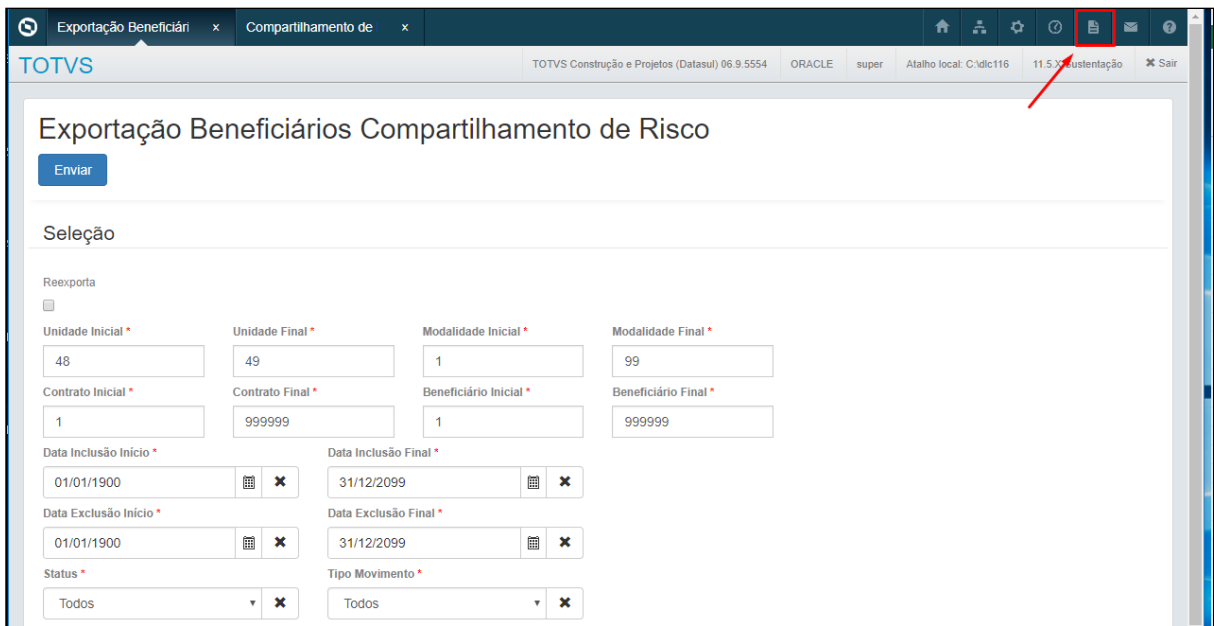 Exportação Beneficiári x Compartilhamento de x
TOTVS TOTVS Construção e Projetos (Datasul) 06.9.5554 ORACLE super Atalho local: C:\dlc116 11.5.X Sustentação ✖ Sair
Exportação Beneficiários Compartilhamento de Risco
Enviar
Seleção
Reexporta
Unidade Inicial * Unidade Final * Modalidade Inicial * Modalidade Final *
48 49 1 99
Contrato Inicial * Contrato Final * Beneficiário Inicial * Beneficiário Final *
1 999999 1 999999
Data Inclusão Início * Data Inclusão Final *
01/01/1900 31/12/2099
Data Exclusão Início * Data Exclusão Final *
01/01/1900 31/12/2099
Status * Tipo Movimento *
Todos Todos